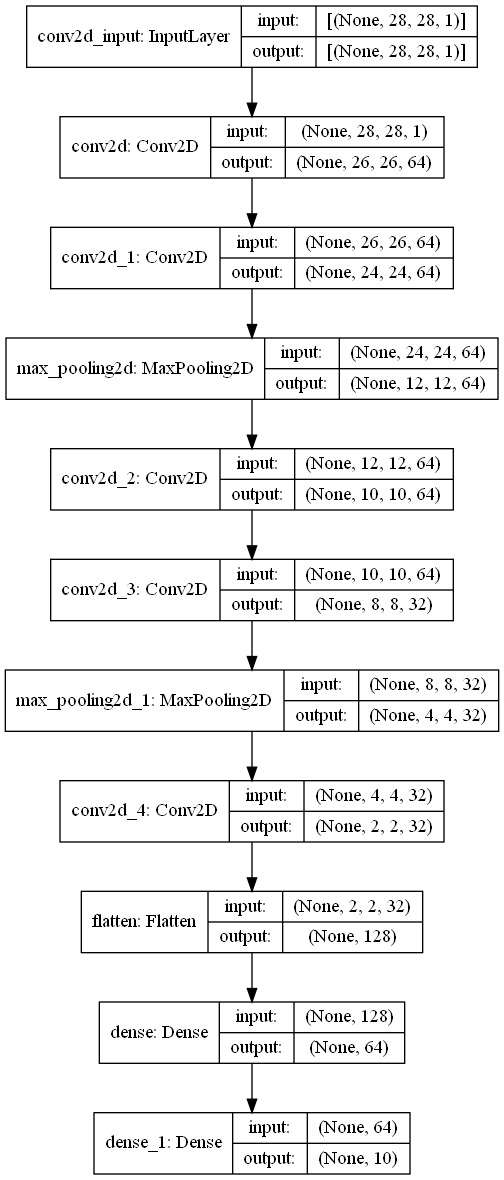 conv2d_input: InputLayer
input: [(None, 28, 28, 1)]
output: [(None, 28, 28, 1)]
conv2d: Conv2D
input: (None, 28, 28, 1)
output: (None, 26, 26, 64)
conv2d_1: Conv2D
input: (None, 26, 26, 64)
output: (None, 24, 24, 64)
max_pooling2d: MaxPooling2D
input: (None, 24, 24, 64)
output: (None, 12, 12, 64)
conv2d_2: Conv2D
input: (None, 12, 12, 64)
output: (None, 10, 10, 64)
conv2d_3: Conv2D
input: (None, 10, 10, 64)
output: (None, 8, 8, 32)
max_pooling2d_1: MaxPooling2D
input: (None, 8, 8, 32)
output: (None, 4, 4, 32)
conv2d_4: Conv2D
input: (None, 4, 4, 32)
output: (None, 2, 2, 32)
flatten: Flatten
input: (None, 2, 2, 32)
output: (None, 128)
dense: Dense
input: (None, 128)
output: (None, 64)
dense_1: Dense
input: (None, 64)
output: (None, 10)